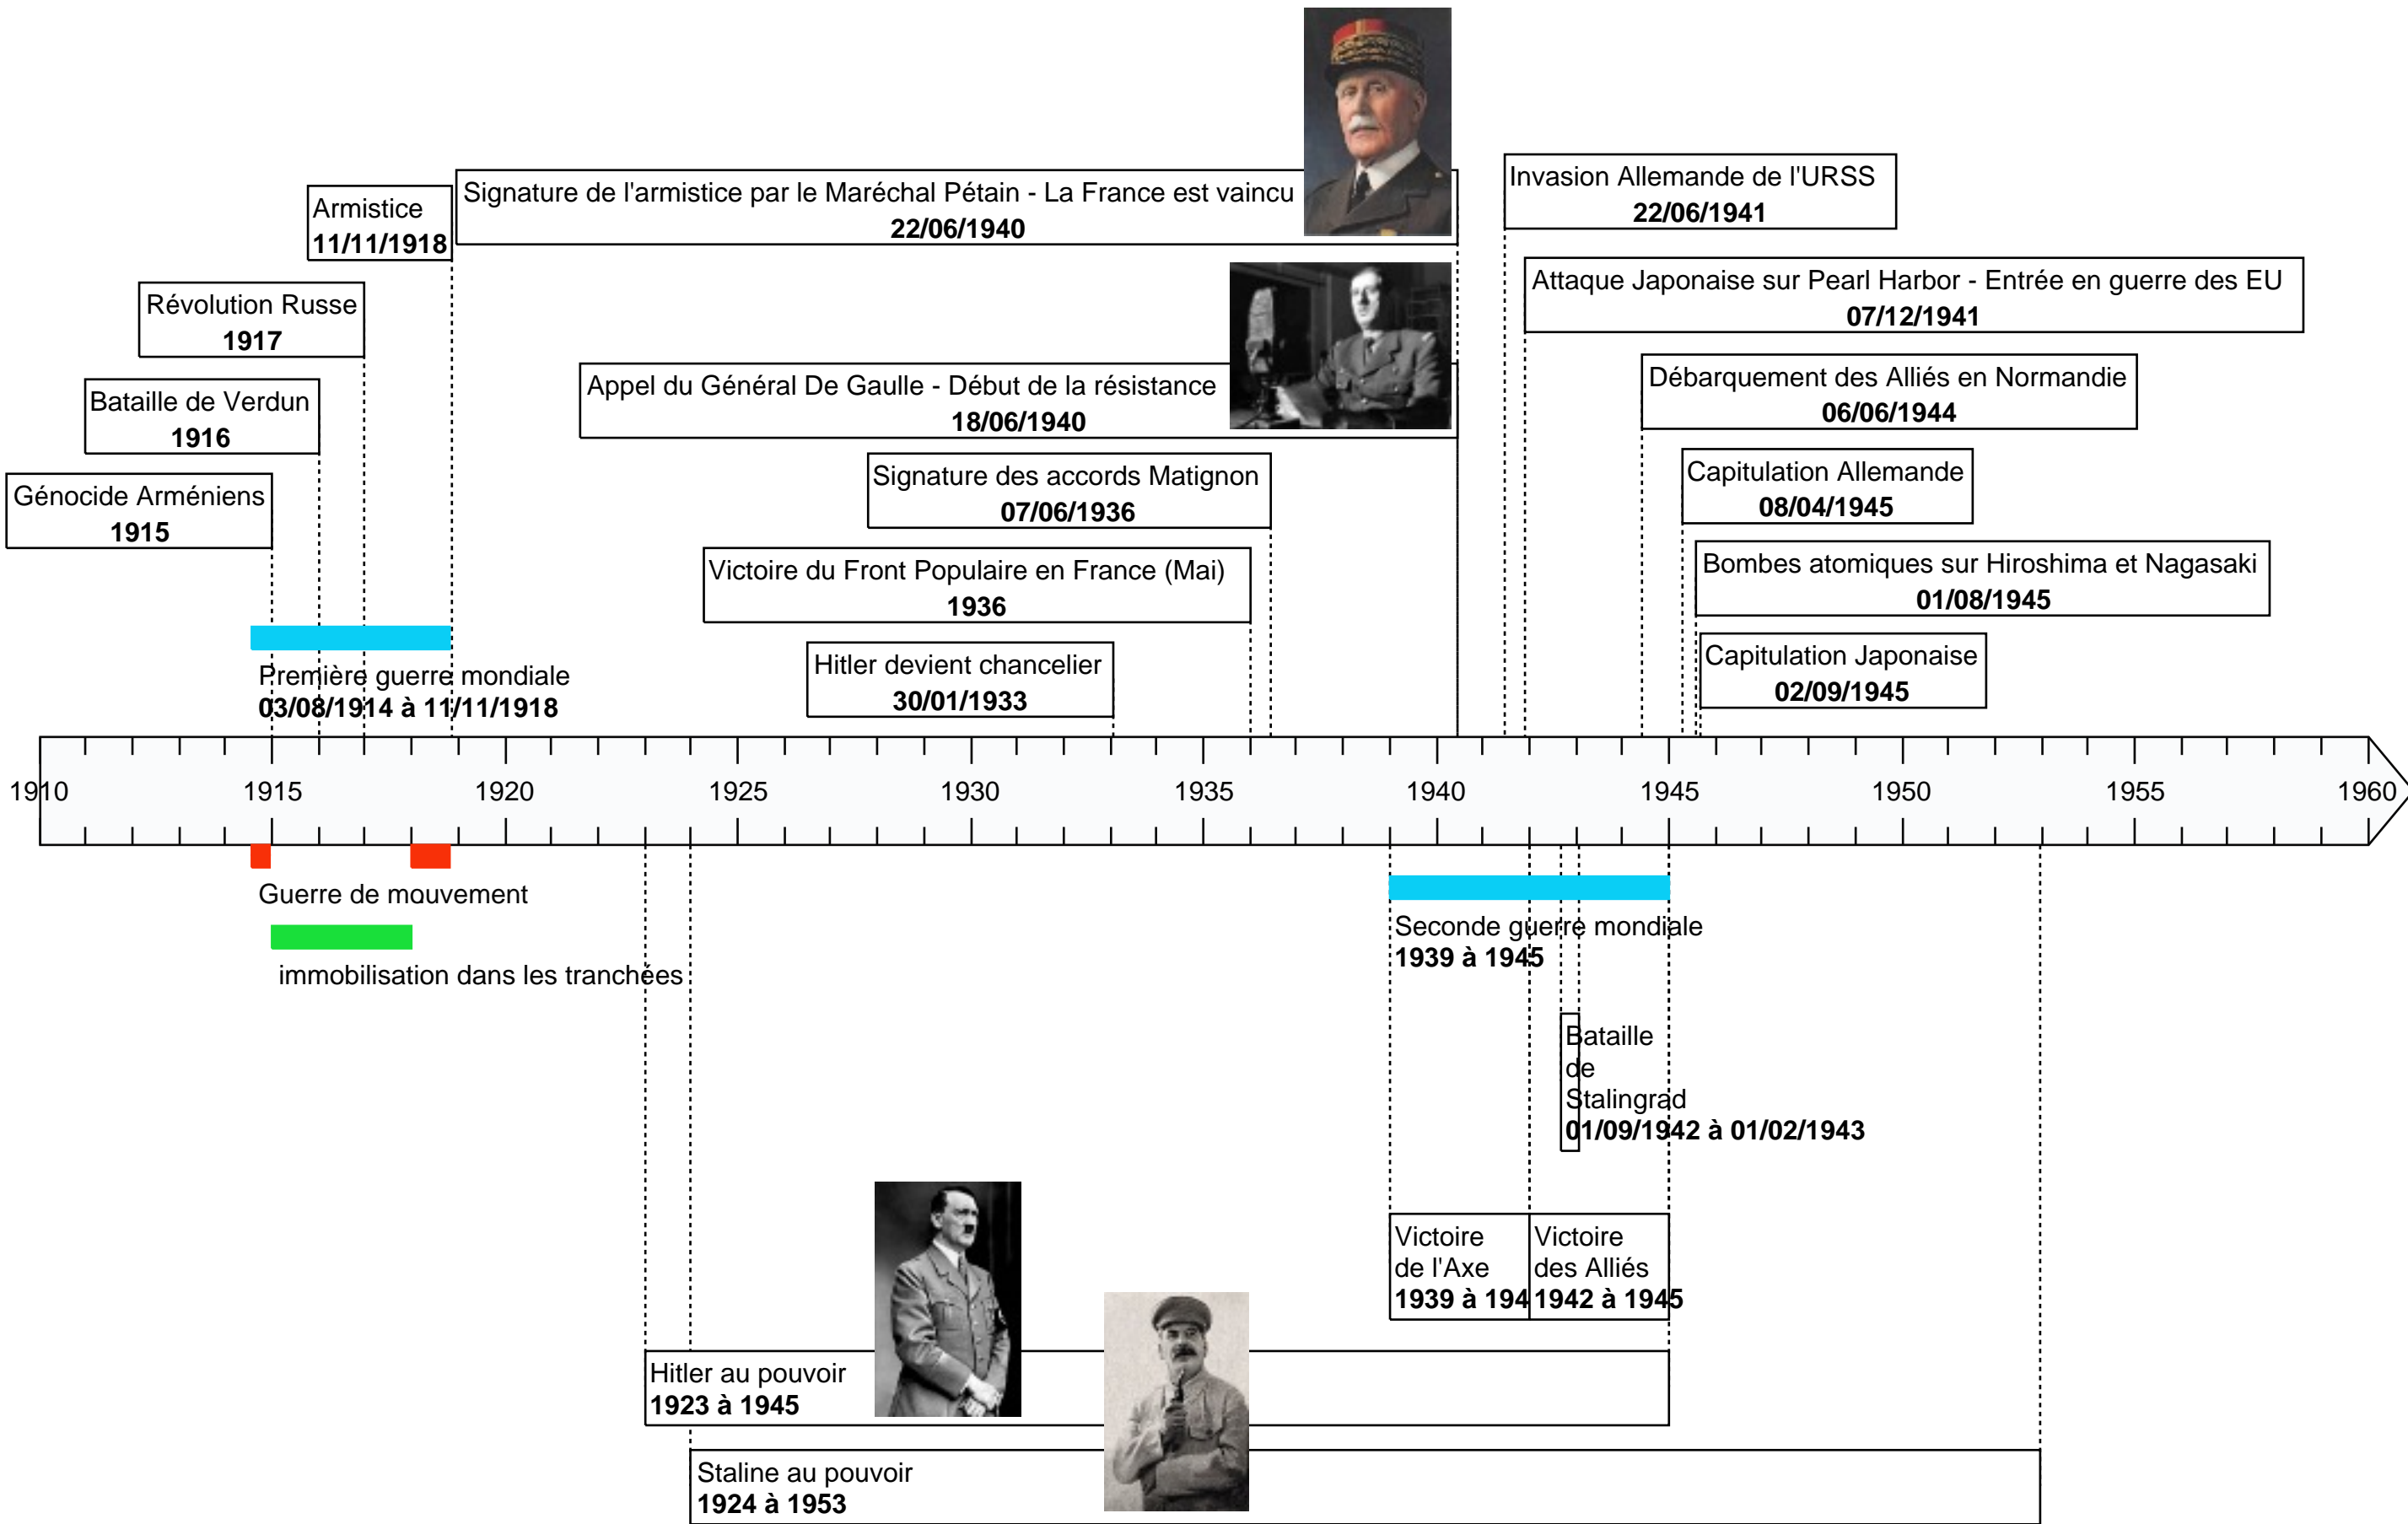 Signature de l'armistice par le Maréchal Pétain - La France est vaincu
22/06/1940
Invasion Allemande de l'URSS
22/06/1941
Armistice
11/11/1918
Attaque Japonaise sur Pearl Harbor - Entrée en guerre des EU
07/12/1941
Révolution Russe
1917
Appel du Général De Gaulle - Début de la résistance
18/06/1940
Débarquement des Alliés en Normandie
06/06/1944
Bataille de Verdun
1916
Signature des accords Matignon
07/06/1936
Capitulation Allemande
08/04/1945
Génocide Arméniens
1915
Victoire du Front Populaire en France (Mai)
1936
Bombes atomiques sur Hiroshima et Nagasaki
01/08/1945
Hitler devient chancelier
30/01/1933
Capitulation Japonaise
02/09/1945
Première guerre mondiale
03/08/1914 à 11/11/1918
1910 1915 1920 1925 1930 1935 1940 1945 1950 1955 1960
Guerre de mouvement
immobilisation dans les tranchées
Seconde guerre mondiale
1939 à 1945
Bataille
de
Stalingrad
01/09/1942 à 01/02/1943
Victoire
de l'Axe
1939 à 194
Victoire
des Alliés
1942 à 1945
Hitler au pouvoir
1923 à 1945
Staline au pouvoir
1924 à 1953